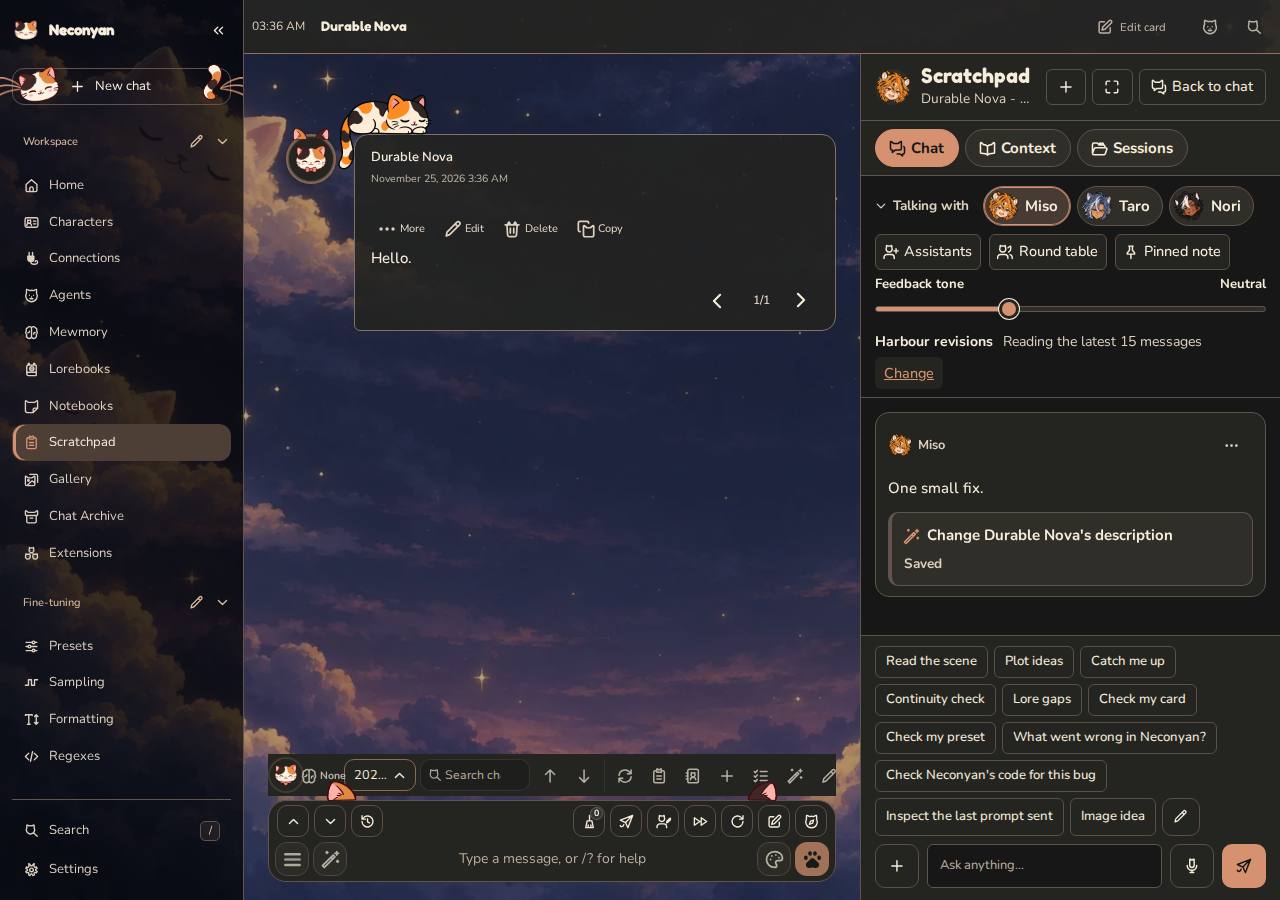 Neconyan
New chat
Workspace
Home
Characters
Connections
Agents
Mewmory
Lorebooks
Notebooks
Scratchpad
Gallery
Chat Archive
Extensions
Fine-tuning
Presets
Sampling
Formatting
Regexes
Search /
Settings
03:36 AM Durable Nova
Edit card
Durable Nova
November 25, 2026 3:36 AM
More Edit Delete Copy
Hello.
1/1
None 202... Search ch
0
Type a message, or /? for help
Scratchpad
Durable Nova - ...
Back to chat
Chat Context Sessions
Talking with Miso Taro Nori
Assistants Round table Pinned note
Feedback tone Neutral
Harbour revisions Reading the latest 15 messages
Change
Miso
One small fix.
Change Durable Nova's description
Saved
Read the scene Plot ideas Catch me up
Continuity check Lore gaps Check my card
Check my preset What went wrong in Neconyan?
Check Neconyan's code for this bug
Inspect the last prompt sent Image idea
Ask anything...